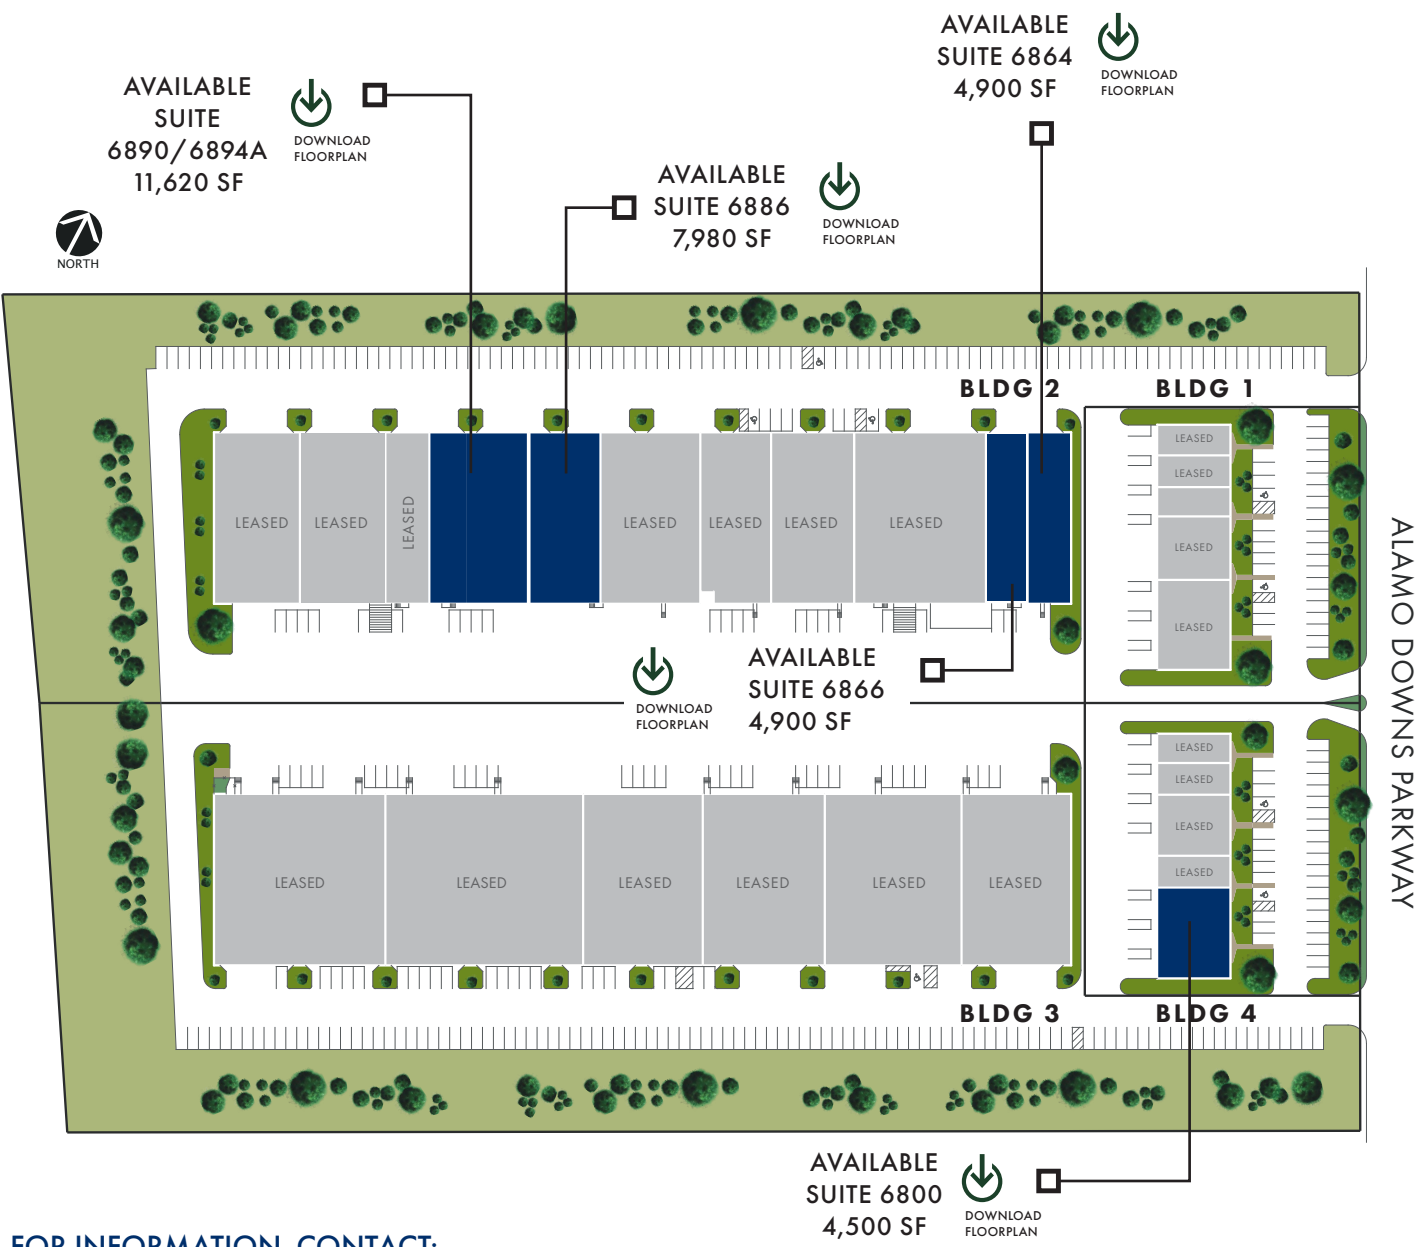 AVAILABLE
SUITE 6864
4,900 SF
DOWNLOAD
FLOORPLAN
AVAILABLE
SUITE
6890/6894A
11,620 SF
DOWNLOAD
FLOORPLAN
AVAILABLE
SUITE 6886
7,980 SF
DOWNLOAD
FLOORPLAN
NORTH
BLDG 2
BLDG 1
LEASED
LEASED
LEASED
LEASED
LEASED
LEASED
LEASED
LEASED
LEASED
LEASED
LEASED
ALAMO DOWNS PARKWAY
DOWNLOAD
FLOORPLAN
AVAILABLE
SUITE 6866
4,900 SF
LEASED
LEASED
LEASED
LEASED
LEASED
LEASED
LEASED
LEASED
LEASED
LEASED
BLDG 3
BLDG 4
AVAILABLE
SUITE 6800
4,500 SF
DOWNLOAD
FLOORPLAN
FOR INFORMATION, CONTACT: